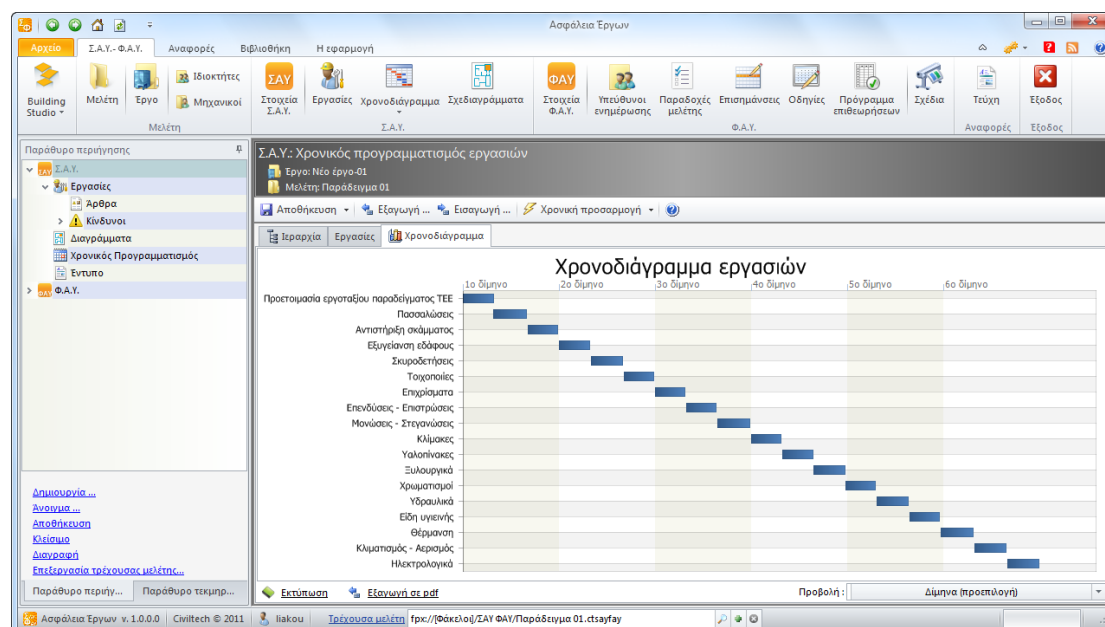 Ασφάλεια Έργων
Αρχείο Σ.Α.Υ.- Φ.Α.Υ. Αναφορές Βιβλιοθήκη Η εφαρμογή
Building Studio
Μελέτη
Έργο
Ιδιοκτήτες
Μηχανικοί
ΣΑΥ
Στοιχεία Σ.Α.Υ.
Εργασίες
Χρονοδιάγραμμα
Σχεδιαγράμματα
ΦΑΥ
Στοιχεία Φ.Α.Υ.
Υπεύθυνοι ενημέρωσης
Παραδοχές μελέτης
Επισημάνσεις
Οδηγίες
Πρόγραμμα επιθεωρήσεων
Σχέδια
Τεύχη
Έξοδος
Μελέτη Σ.Α.Υ. Φ.Α.Υ. Αναφορές Έξοδος
Παράθυρο περιήγησης
Σ.Α.Υ.
Εργασίες
Άρθρα
Κίνδυνοι
Διαγράμματα
Χρονικός Προγραμματισμός
Έντυπο
Φ.Α.Υ.
Δημιουργία ...
Άνοιγμα ...
Αποθήκευση
Κλείσιμο
Διαγραφή
Επεξεργασία τρέχουσας μελέτης...
Παράθυρο περιήγ... Παράθυρο τεκμηρ...
Σ.Α.Υ.: Χρονικός προγραμματισμός εργασιών
Έργο: Νέο έργο-01
Μελέτη: Παράδειγμα 01
Αποθήκευση Εξαγωγή ... Εισαγωγή ... Χρονική προσαρμογή
Ιεραρχία Εργασίες Χρονοδιάγραμμα
Χρονοδιάγραμμα εργασιών
1ο δίμηνο 2ο δίμηνο 3ο δίμηνο 4ο δίμηνο 5ο δίμηνο 6ο δίμηνο
Προετοιμασία εργοταξίου παραδείγματος ΤΕΕ
Πασσαλώσεις
Αντιστήριξη σκάμματος
Εξυγείανση εδάφους
Σκυροδετήσεις
Τοιχοποιίες
Επιχρίσματα
Επενδύσεις - Επιστρώσεις
Μονώσεις - Στεγανώσεις
Κλίμακες
Υαλοπίνακες
Ξυλουργικά
Χρωματισμοί
Υδραυλικά
Είδη υγιεινής
Θέρμανση
Κλιματισμός - Αερισμός
Ηλεκτρολογικά
Εκτύπωση Εξαγωγή σε pdf Προβολή : Δίμηνα (προεπιλογή)
Ασφάλεια Έργων v. 1.0.0.0 Civiltech © 2011 liakou Τρέχουσα μελέτη fpx://[Φάκελοι]/ΣΑΥ ΦΑΥ/Παράδειγμα 01.ctsayfay